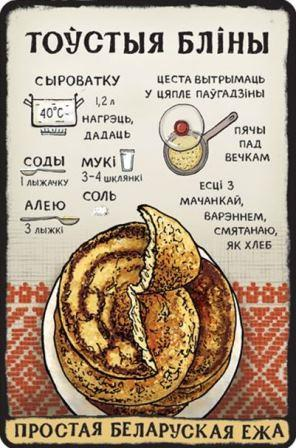 ТОЎСТЫЯ БЛІНЫ
СЫРОВАТКУ
40°C
1,2 л
НАГРЭЦЬ,
ДАДАЦЬ
СОДЫ
1 ЛЫЖАЧКУ
МУКІ
3-4 ШКЛЯНКІ
АЛЕЮ
3 ЛЫЖКІ
СОЛЬ
ЦЕСТА ВЫТРЫМАЦЬ
У ЦЯПЛЕ ПАЎГАДЗІНЫ
ПЯЧЫ
ПАД
ВЕЧКАМ
ЕСЦІ З
МАЧАНКАЙ,
ВАРЭННЕМ,
СМЯТАНАЮ,
ЯК ХЛЕБ
ПРОСТАЯ БЕЛАРУСКАЯ ЕЖА